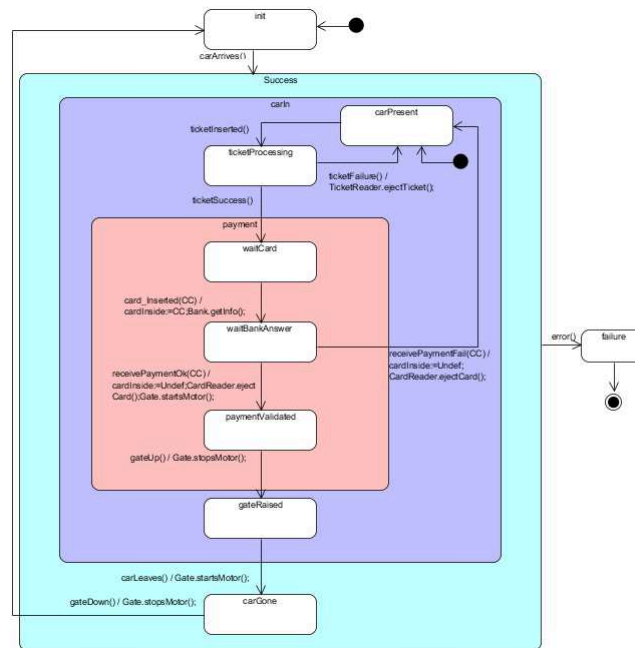 init
carArrives()
Success
carIn
carPresent
ticketInserted()
ticketProcessing
ticketFailure() /
TicketReader.ejectTicket();
ticketSuccess()
payment
waitCard
card_Inserted(CC) /
cardInside:=CC;Bank.getInfo();
waitBankAnswer
error()
failure
receivePaymentOk(CC) /
cardInside:=Undef;CardReader.eject
Card();Gate.startsMotor();
receivePaymentFail(CC) /
cardInside:=Undef;
CardReader.ejectCard();
paymentValidated
gateUp() / Gate.stopsMotor();
gateRaised
carLeaves() / Gate.startsMotor();
gateDown() / Gate.stopsMotor();
carGone